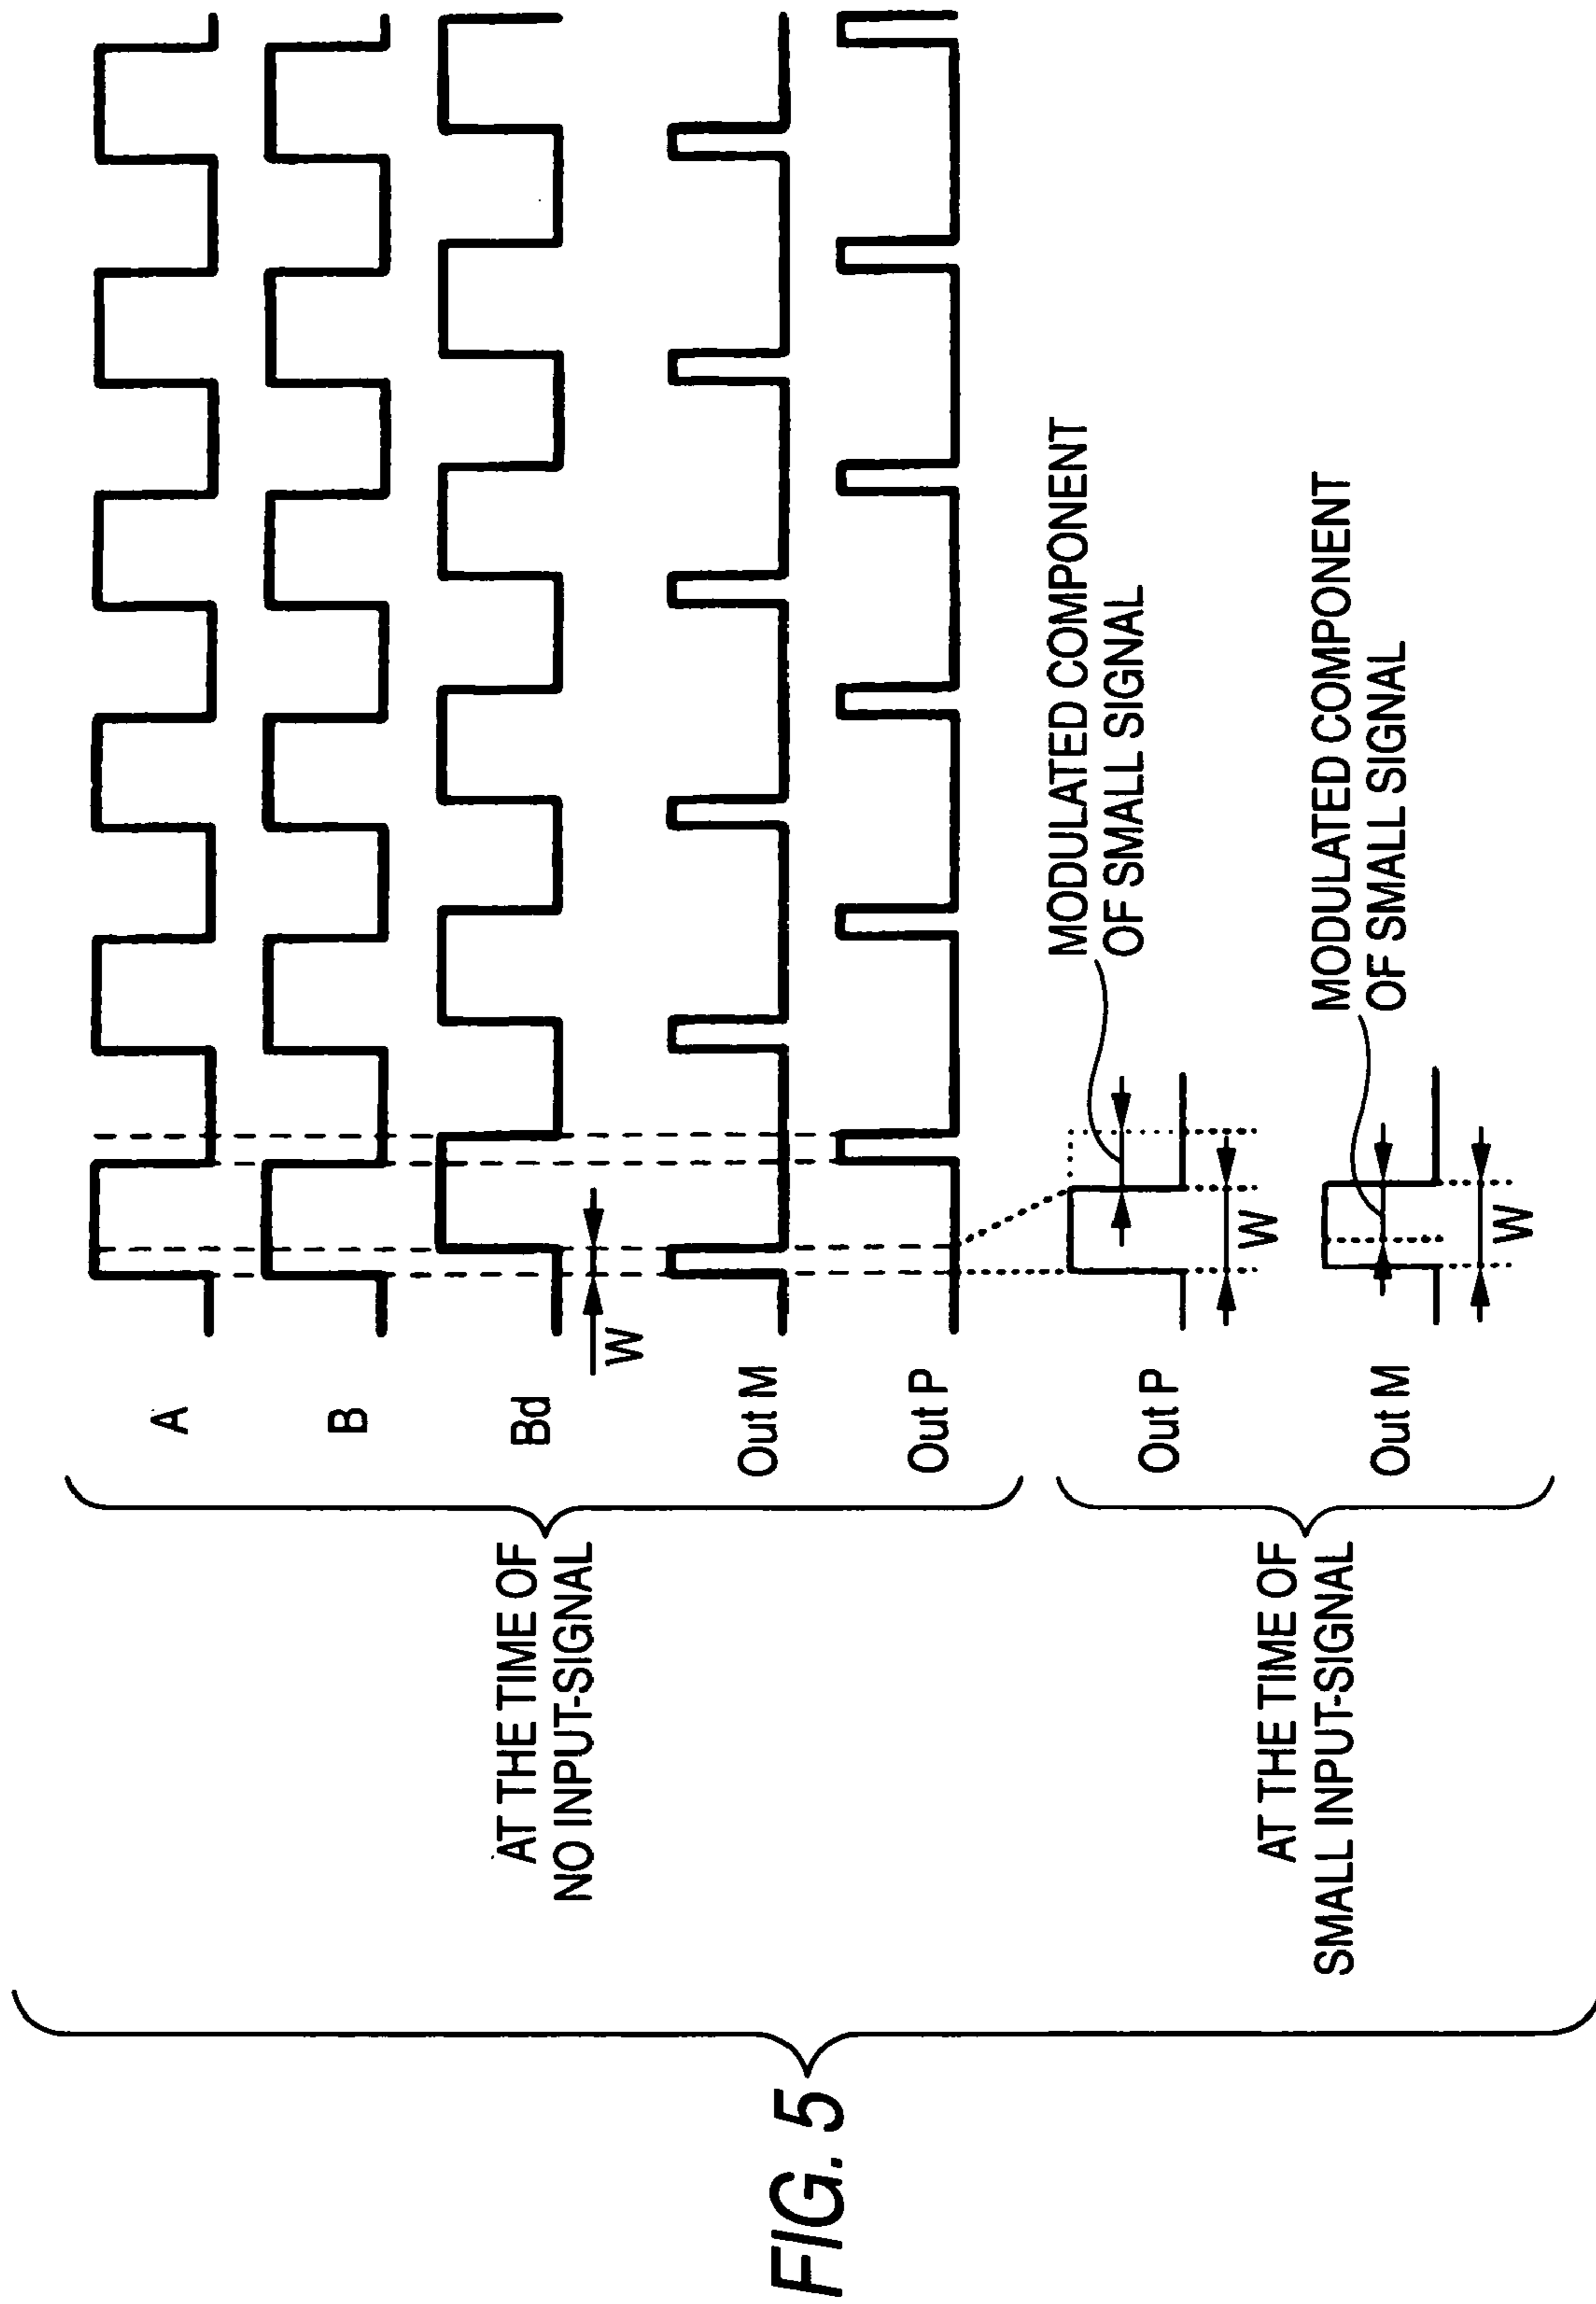 FIG. 5
AT THE TIME OF
NO INPUT-SIGNAL
A
B
Bd
W
Out M
Out P
AT THE TIME OF
SMALL INPUT-SIGNAL
Out P
W
MODULATED COMPONENT
OF SMALL SIGNAL
Out M
W
MODULATED COMPONENT
OF SMALL SIGNAL